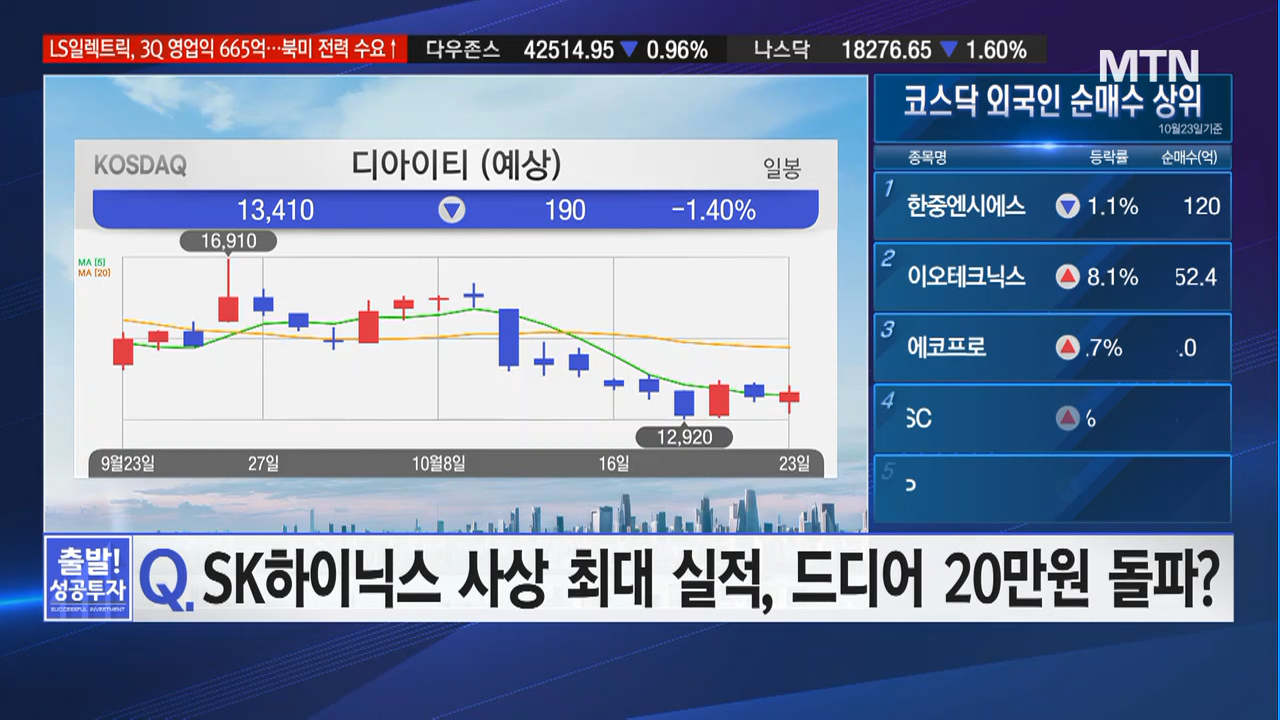 LS일렉트릭, 3Q 영업익 665억…북미 전력 수요↑ 다우존스 42514.95 ▼ 0.96% 나스닥 18276.65 ▼ 1.60%
MTN
KOSDAQ 디아이티 (예상) 일봉
13,410 ▼ 190 -1.40%
16,910
MA [5]
MA [20]
12,920
9월23일 27일 10월8일 16일 23일
코스닥 외국인 순매수 상위
10월23일기준
종목명 등락률 순매수(억)
1 한중엔시에스 ▼ 1.1% 120
2 이오테크닉스 ▲ 8.1% 52.4
3 에코프로 ▲ .7% .0
4 SC ▲
5
출발!
성공투자
SUCCESSFUL INVESTMENT
Q. SK하이닉스 사상 최대 실적, 드디어 20만원 돌파?